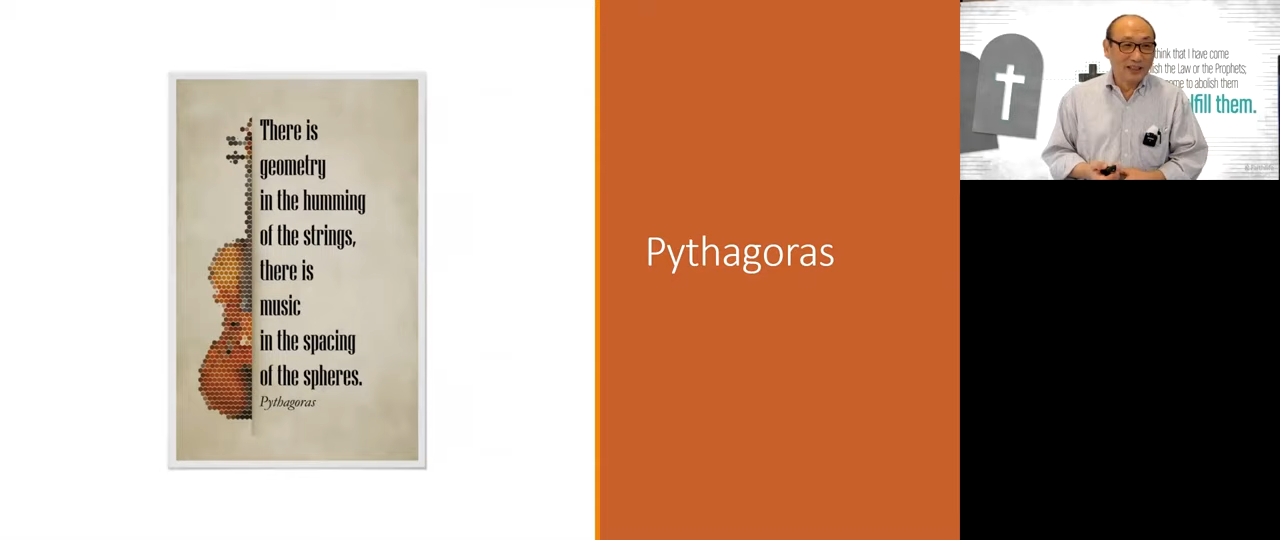 There is
geometry
in the humming
of the strings,
there is
music
in the spacing
of the spheres.
Pythagoras
Pythagoras
think that I have come
the Law or the Prophets;
come to abolish them
fulfill them.